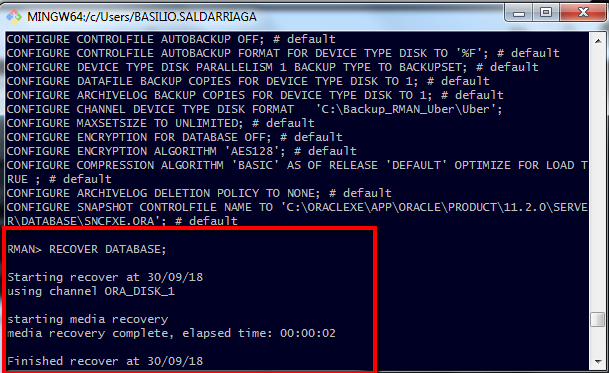 MINGW64:/c/Users/BASILIO.SALDARRIAGA
CONFIGURE CONTROLFILE AUTOBACKUP OFF; # default
CONFIGURE CONTROLFILE AUTOBACKUP FORMAT FOR DEVICE TYPE DISK TO '%F'; # default
CONFIGURE DEVICE TYPE DISK PARALLELISM 1 BACKUP TYPE TO BACKUPSET; # default
CONFIGURE DATAFILE BACKUP COPIES FOR DEVICE TYPE DISK TO 1; # default
CONFIGURE ARCHIVELOG BACKUP COPIES FOR DEVICE TYPE DISK TO 1; # default
CONFIGURE CHANNEL DEVICE TYPE DISK FORMAT   'C:\Backup_RMAN_Uber\Uber';
CONFIGURE MAXSETSIZE TO UNLIMITED; # default
CONFIGURE ENCRYPTION FOR DATABASE OFF; # default
CONFIGURE ENCRYPTION ALGORITHM 'AES128'; # default
CONFIGURE COMPRESSION ALGORITHM 'BASIC' AS OF RELEASE 'DEFAULT' OPTIMIZE FOR LOAD T
RUE ; # default
CONFIGURE ARCHIVELOG DELETION POLICY TO NONE; # default
CONFIGURE SNAPSHOT CONTROLFILE NAME TO 'C:\ORACLEXE\APP\ORACLE\PRODUCT\11.2.0\SERVE
R\DATABASE\SNCFXE.ORA'; # default
RMAN> RECOVER DATABASE;
Starting recover at 30/09/18
using channel ORA_DISK_1
starting media recovery
media recovery complete, elapsed time: 00:00:02
Finished recover at 30/09/18